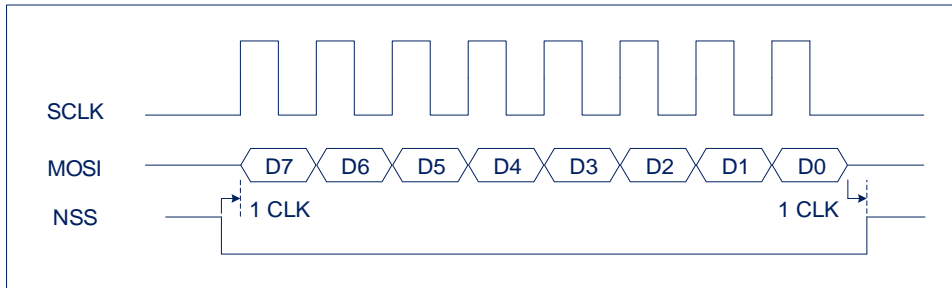 SCLK
MOSI D7 D6 D5 D4 D3 D2 D1 D0
NSS 1 CLK 1 CLK